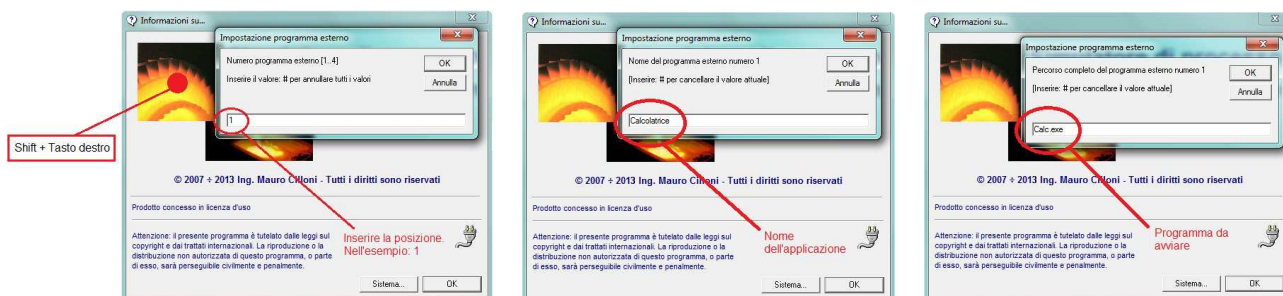 Informazioni su...
Impostazione programma esterno
Numero programma esterno [1..4]
OK
Inserire il valore: # per annullare tutti i valori
Annulla
1
Shift + Tasto destro
© 2007 ÷ 2013 Ing. Mauro Cilloni - Tutti i diritti sono riservati
Prodotto concesso in licenza d'uso
Attenzione: il presente programma è tutelato dalle leggi sul
copyright e dai trattati internazionali. La riproduzione o la
distribuzione non autorizzata di questo programma, o parte
di esso, sarà perseguibile civilmente e penalmente.
Inserire la posizione.
Nell'esempio: 1
Sistema...
OK
Informazioni su...
Impostazione programma esterno
Nome del programma esterno numero 1
OK
[Inserire: # per cancellare il valore attuale]
Annulla
Calcolatrice
© 2007 ÷ 2013 Ing. Mauro Cilloni - Tutti i diritti sono riservati
Prodotto concesso in licenza d'uso
Attenzione: il presente programma è tutelato dalle leggi sul
copyright e dai trattati internazionali. La riproduzione o la
distribuzione non autorizzata di questo programma, o parte
di esso, sarà perseguibile civilmente e penalmente.
Nome
dell'applicazione
Sistema...
OK
Informazioni su...
Impostazione programma esterno
Percorso completo del programma esterno numero 1
OK
[Inserire: # per cancellare il valore attuale]
Annulla
Calc.exe
© 2007 ÷ 2013 Ing. Mauro Cilloni - Tutti i diritti sono riservati
Prodotto concesso in licenza d'uso
Attenzione: il presente programma è tutelato dalle leggi sul
copyright e dai trattati internazionali. La riproduzione o la
distribuzione non autorizzata di questo programma, o parte
di esso, sarà perseguibile civilmente e penalmente.
Programma da
avviare
Sistema...
OK